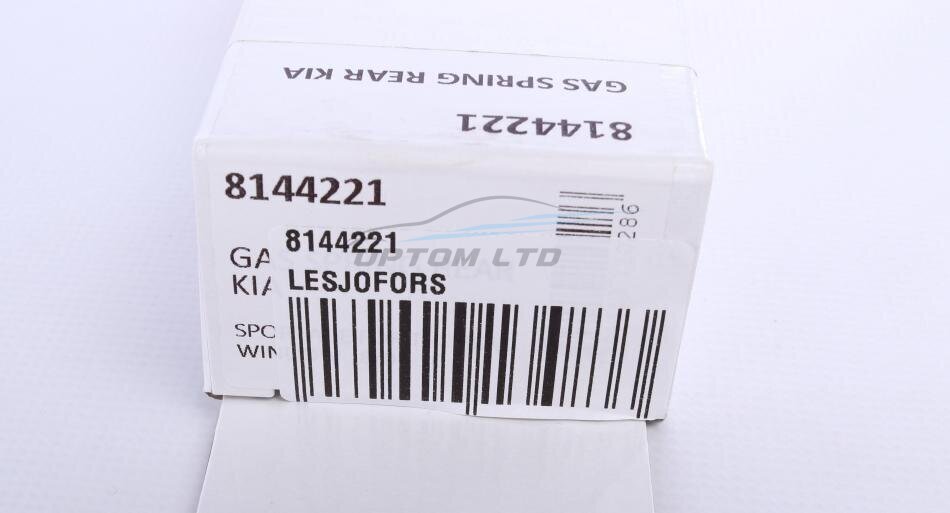 GAS SPRING REAR KIA
8144221
8144221
286
8144221
OPTOM LTD
GA
KIA
LESJOFORS
SPO
WIN